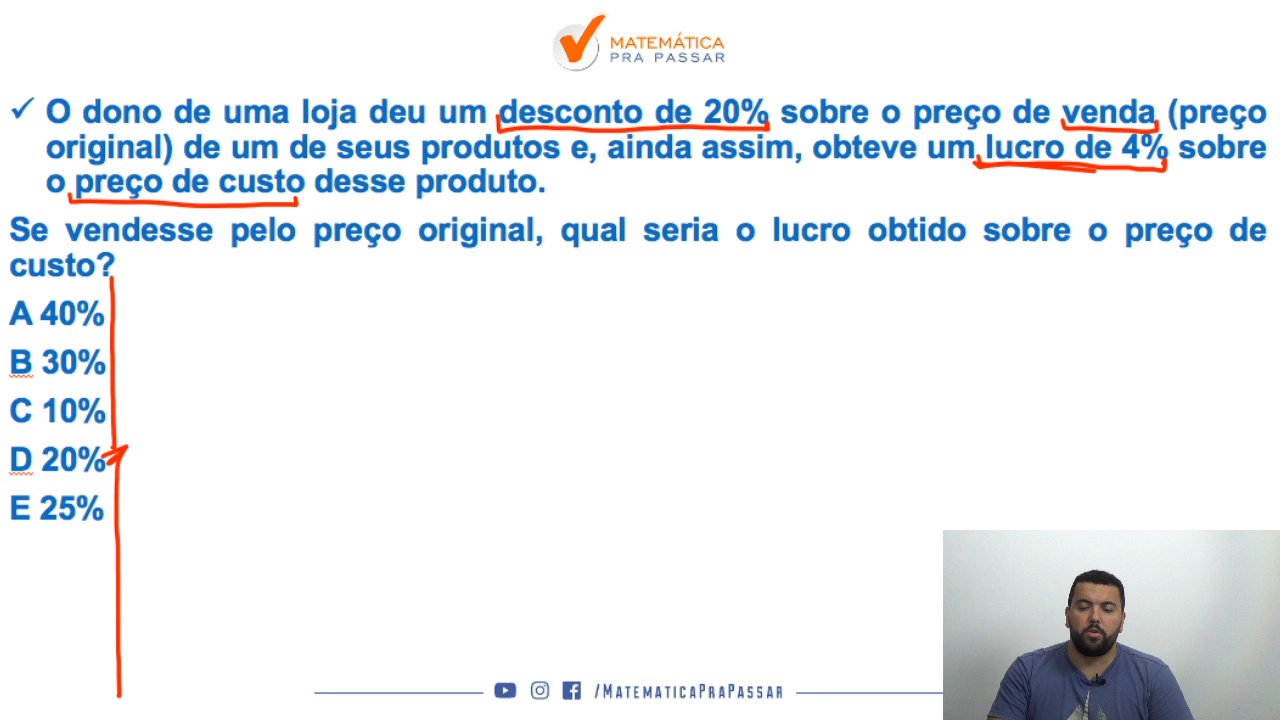 MATEMÁTICA
PRA PASSAR
✓ O dono de uma loja deu um desconto de 20% sobre o preço de venda (preço
original) de um de seus produtos e, ainda assim, obteve um lucro de 4% sobre
o preço de custo desse produto.
Se vendesse pelo preço original, qual seria o lucro obtido sobre o preço de
custo?
A 40%
B 30%
C 10%
D 20%
E 25%
/MATEMATICAPRAPASSAR